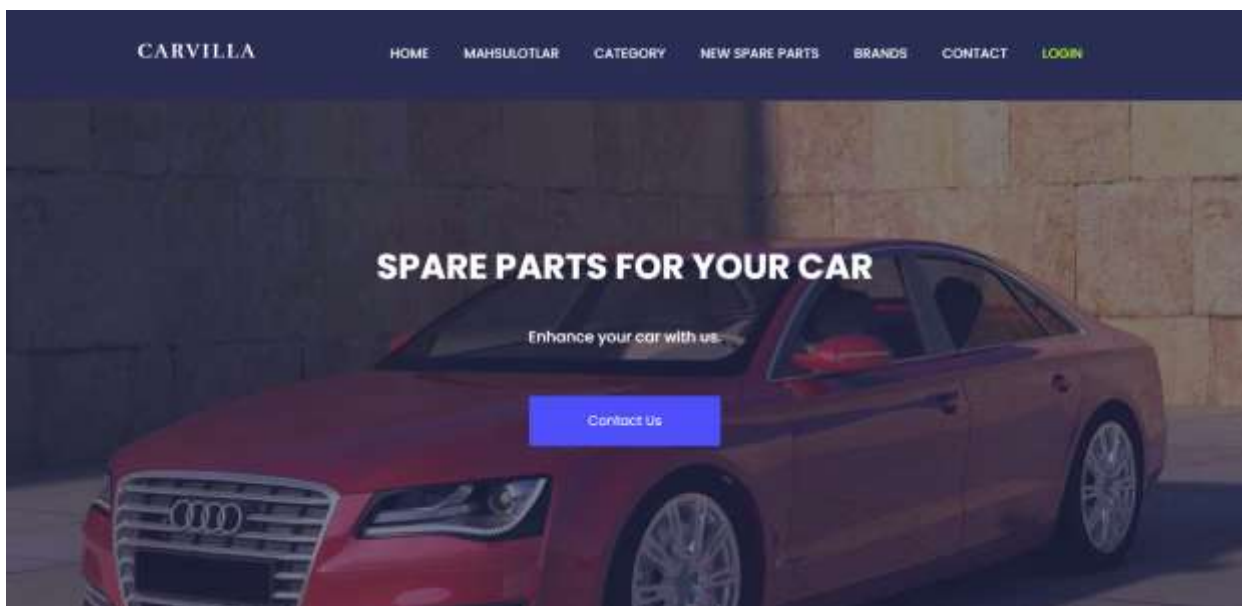 CARVILLA HOME MAHSULOTLAR CATEGORY NEW SPARE PARTS BRANDS CONTACT LOGIN
SPARE PARTS FOR YOUR CAR
Enhance your car with us.
Contact Us